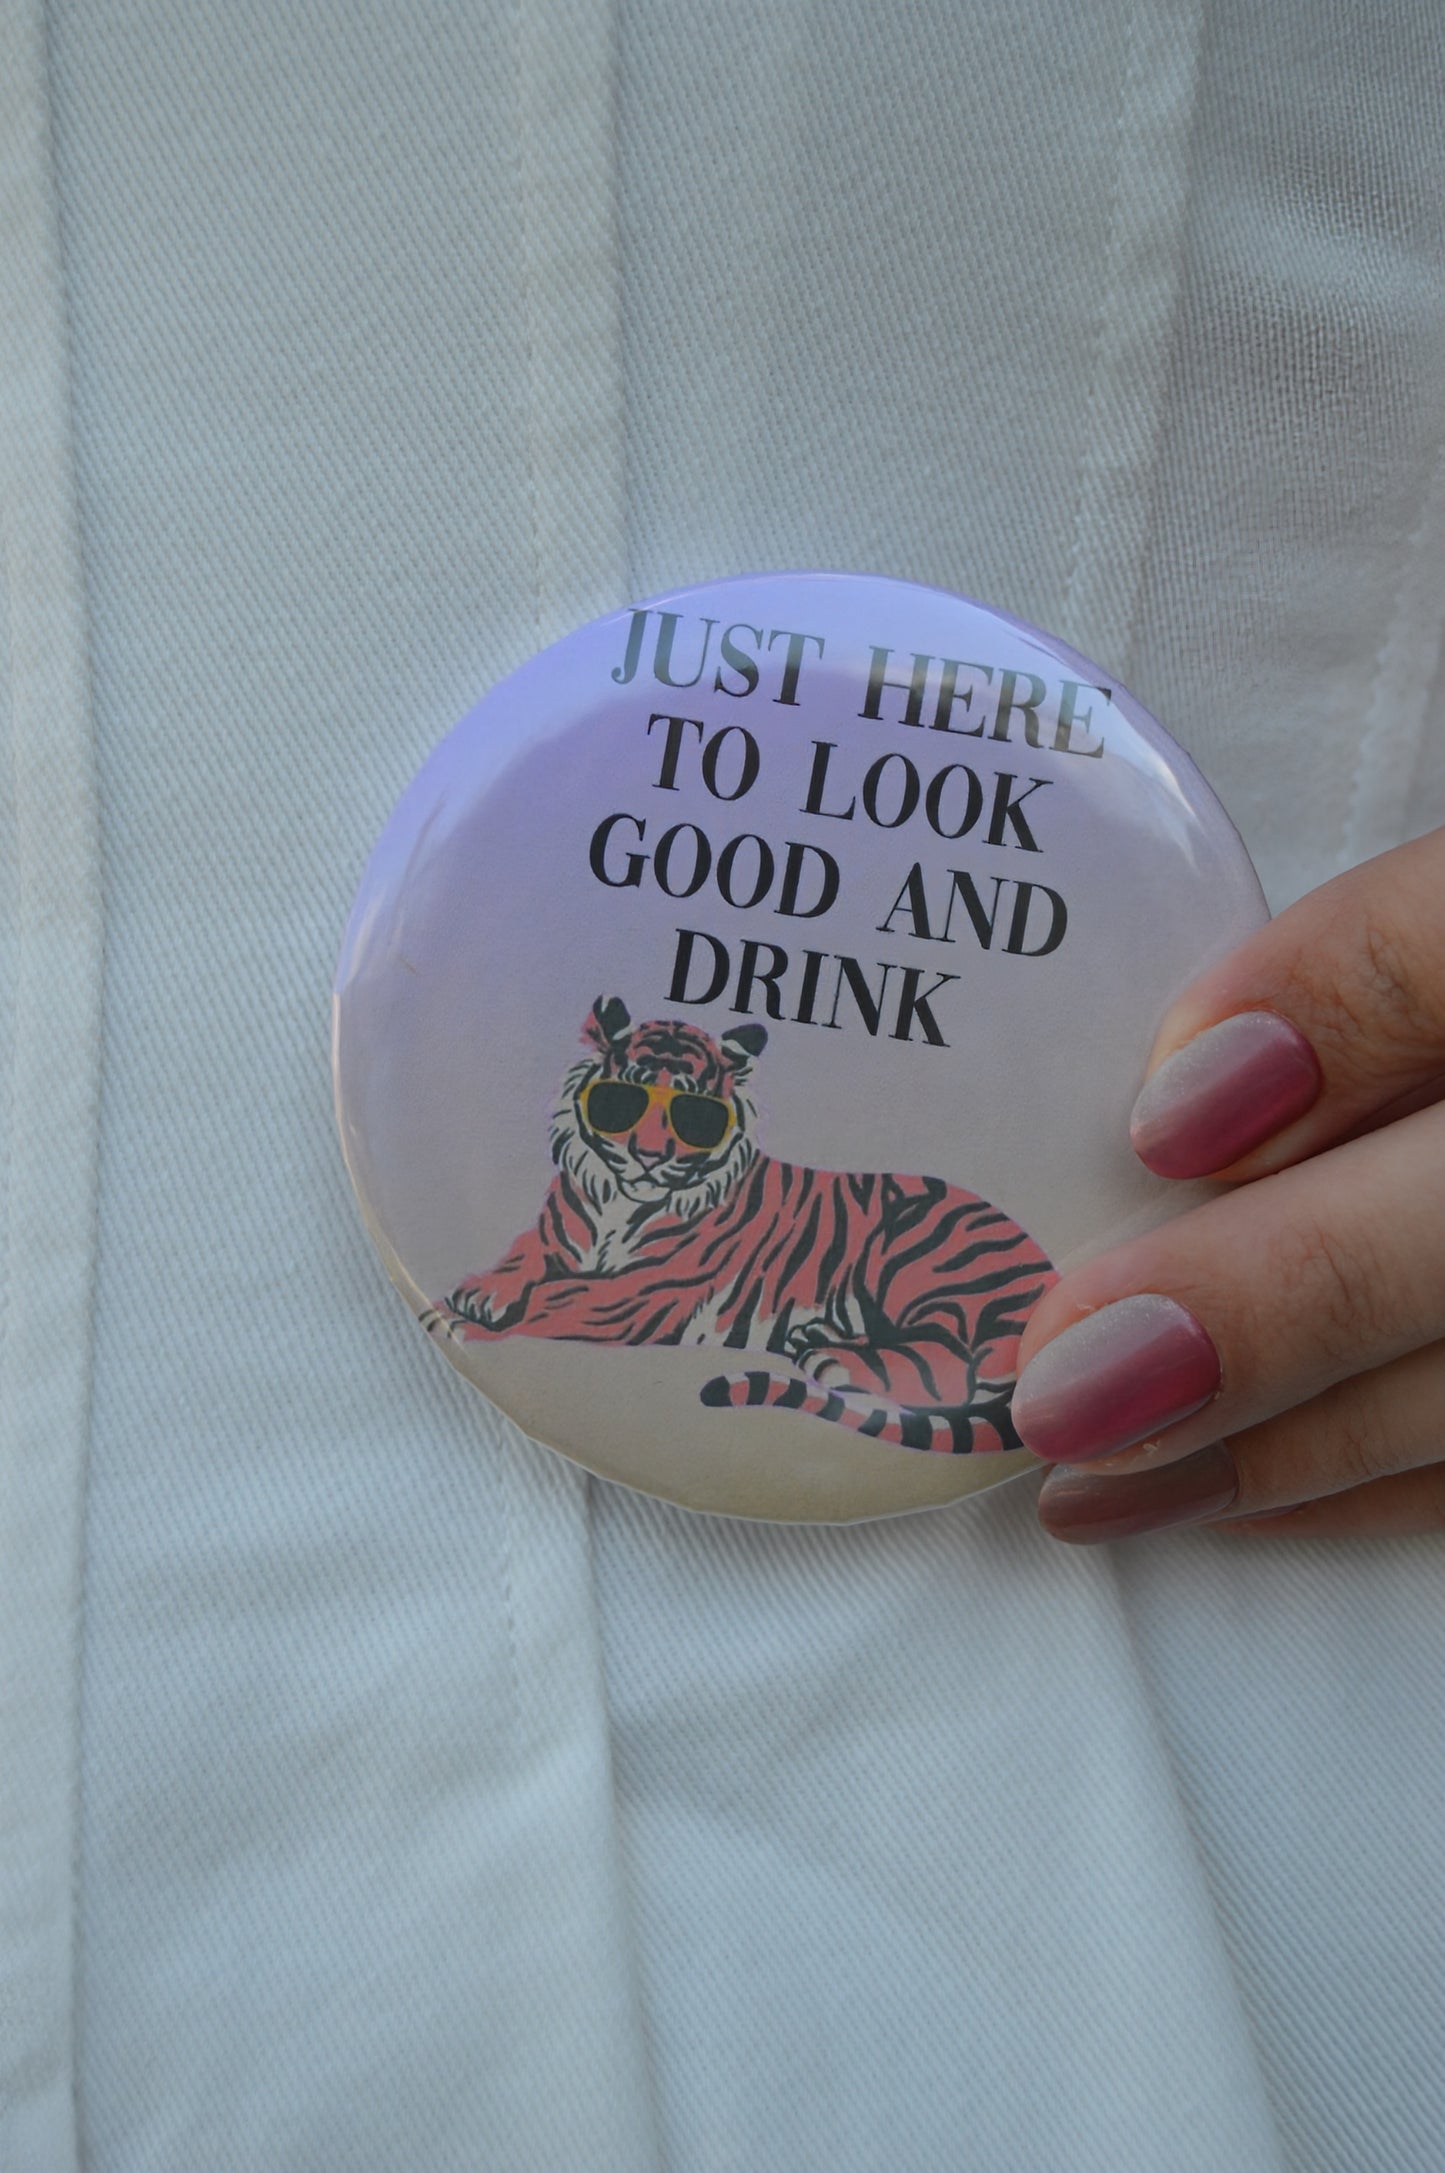 JUST HERE
TO LOOK
GOOD AND
DRINK